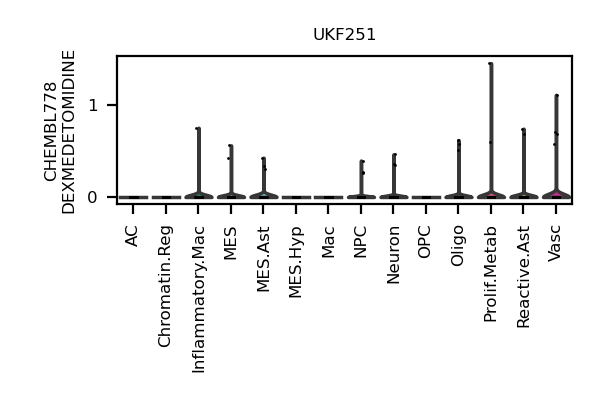 UKF251
CHEMBL778
DEXMEDETOMIDINE
1
0
AC
Chromatin.Reg
Inflammatory.Mac
MES
MES.Ast
MES.Hyp
Mac
NPC
Neuron
OPC
Oligo
Prolif.Metab
Reactive.Ast
Vasc